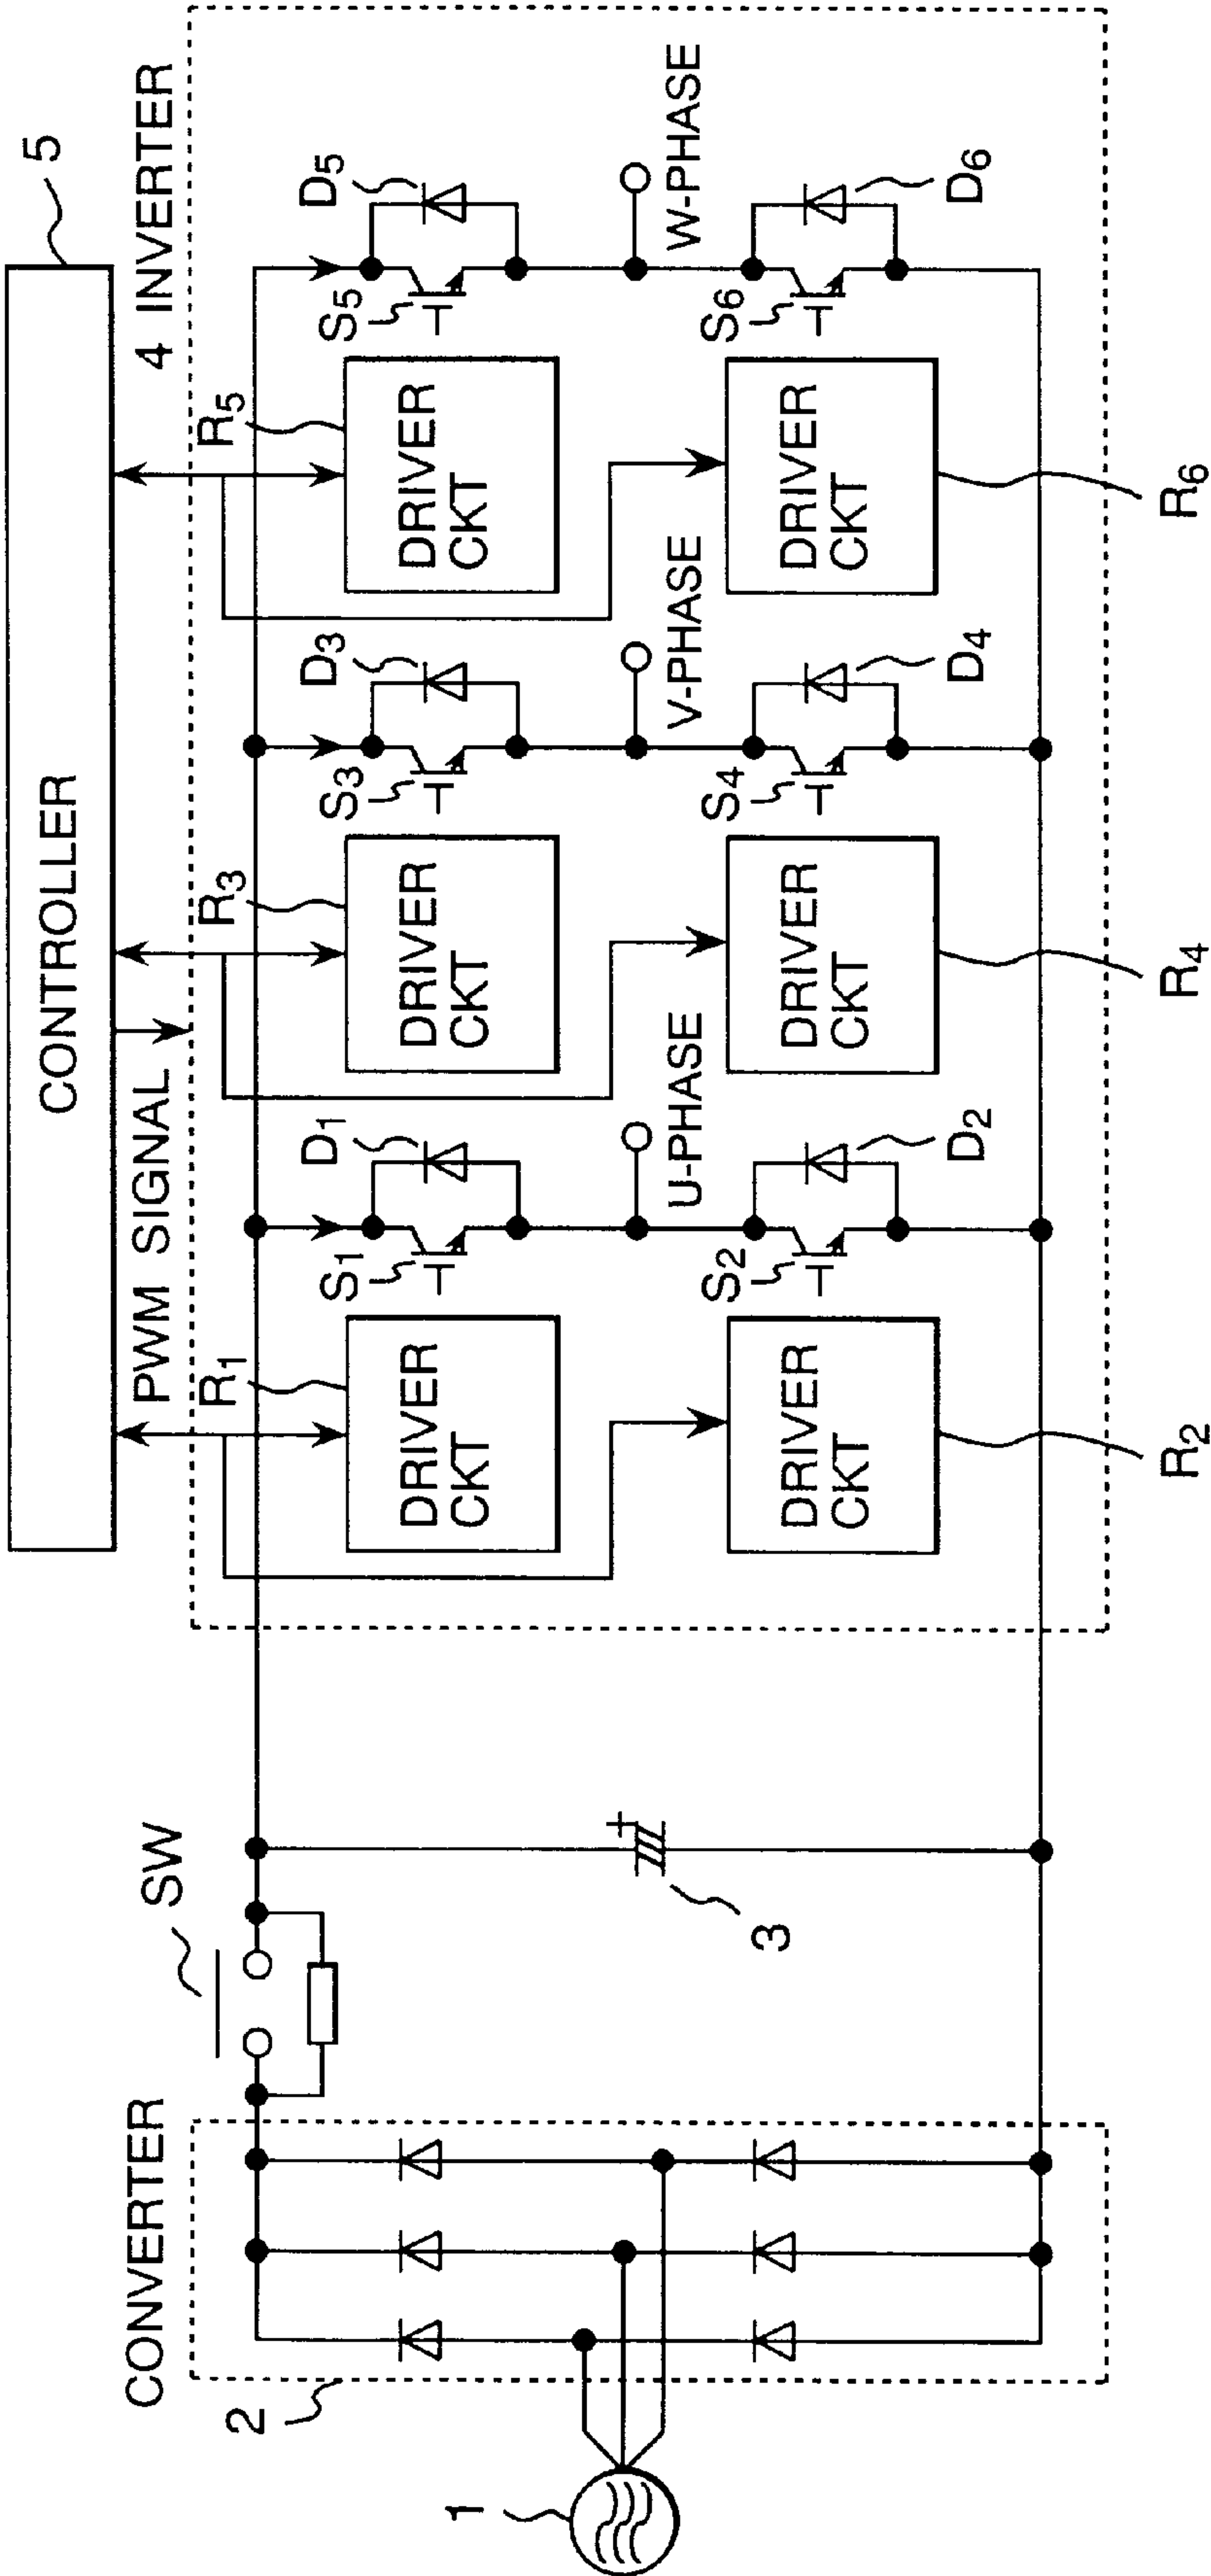 5
CONTROLLER
CONVERTER
SW
PWM SIGNAL
4 INVERTER
2
R1
R3
R5
D1
D3
D5
S1
S3
S5
DRIVER
CKT
DRIVER
CKT
DRIVER
CKT
1
3
U-PHASE
V-PHASE
W-PHASE
S2
S4
S6
DRIVER
CKT
DRIVER
CKT
DRIVER
CKT
D2
D4
D6
R2
R4
R6